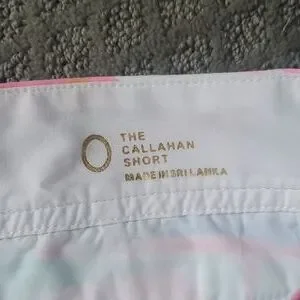 THE
CALLAHAN
SHORT
MADE IN SRI LANKA